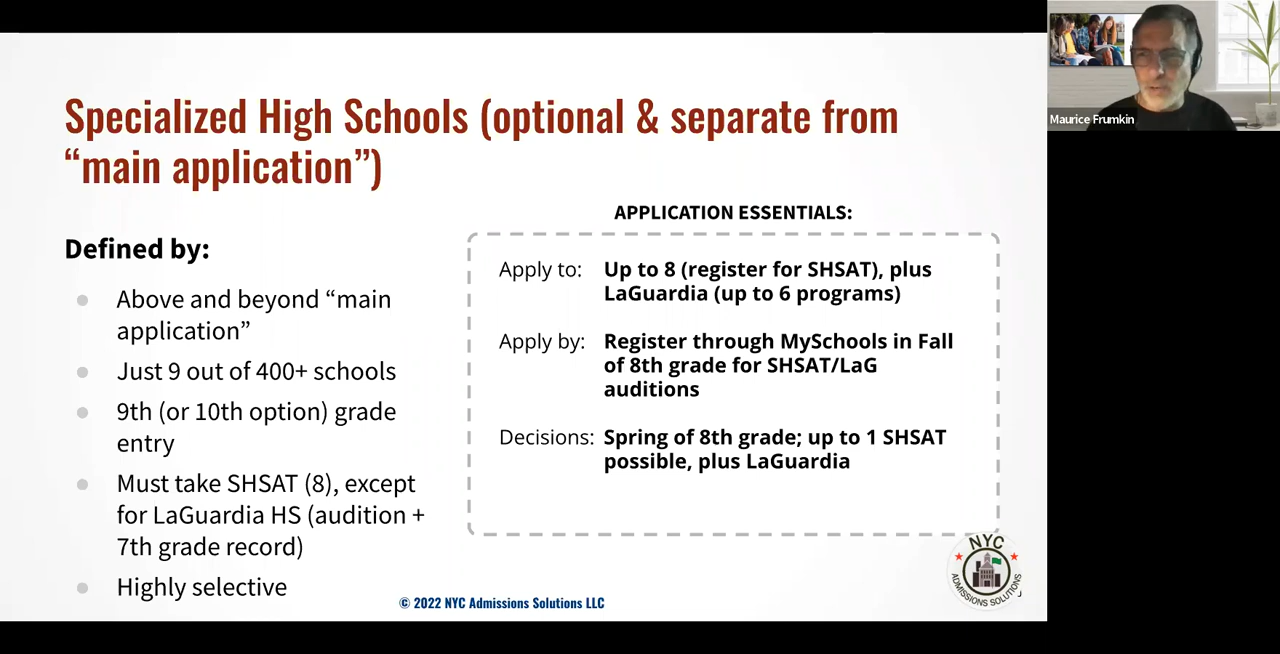 Specialized High Schools (optional & separate from
“main application”)
Defined by:
Above and beyond “main
application”
Just 9 out of 400+ schools
9th (or 10th option) grade
entry
Must take SHSAT (8), except
for LaGuardia HS (audition +
7th grade record)
Highly selective
APPLICATION ESSENTIALS:
Apply to: Up to 8 (register for SHSAT), plus
LaGuardia (up to 6 programs)
Apply by: Register through MySchools in Fall
of 8th grade for SHSAT/LaG
auditions
Decisions: Spring of 8th grade; up to 1 SHSAT
possible, plus LaGuardia
© 2022 NYC Admissions Solutions LLC
NYC
ADMISSIONS SOLUTIONS
Maurice Frumkin